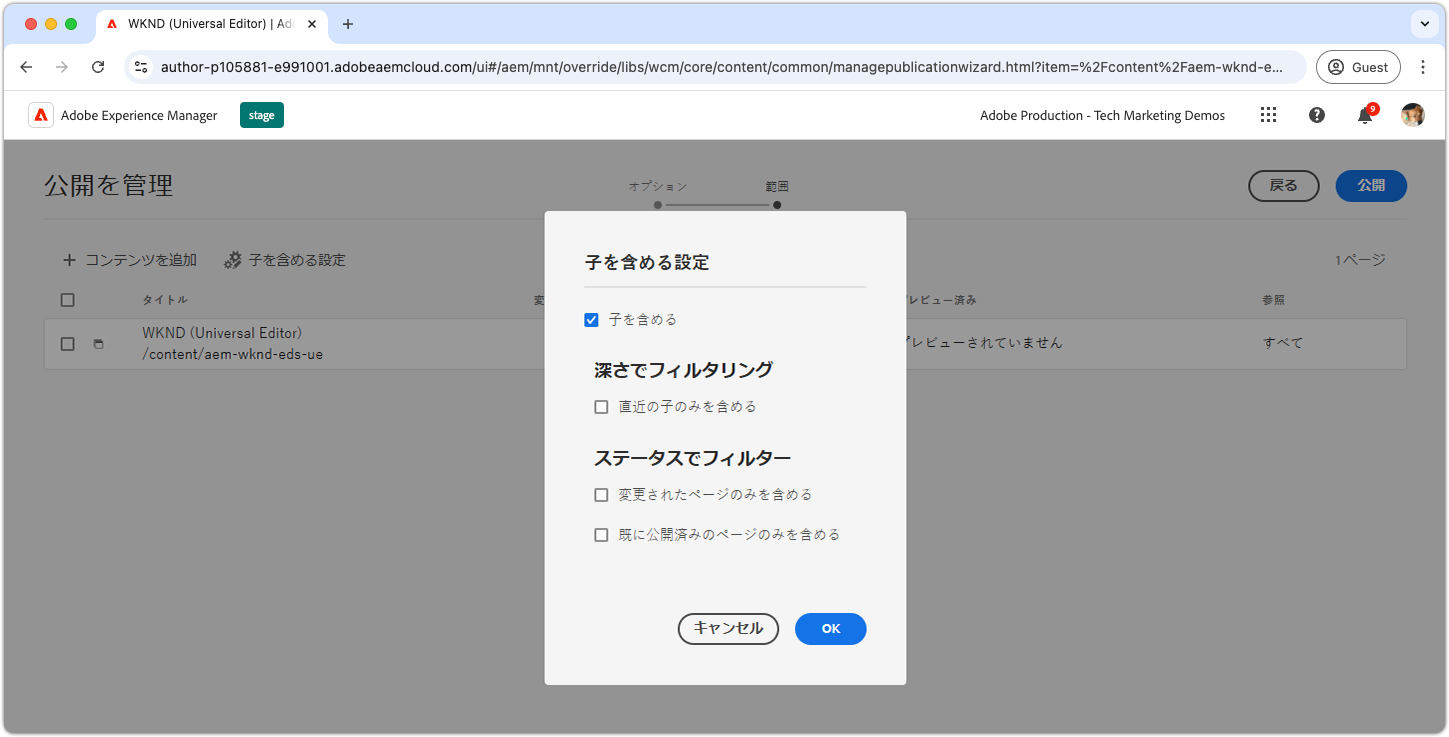 WKND (Universal Editor) | Ad
author-p105881-e991001.adobeaemcloud.com/ui#/aem/mnt/override/libs/wcm/core/content/common/managepublicationwizard.html?item=%2Fcontent%2Faem-wknd-e...
Guest
Adobe Experience Manager
stage
Adobe Production - Tech Marketing Demos
9
公開を管理
オプション
範囲
戻る
公開
コンテンツを追加
子を含める設定
1ページ
タイトル
変
レビュー済み
参照
WKND (Universal Editor)
/content/aem-wknd-eds-ue
レビューされていません
すべて
子を含める設定
子を含める
深さでフィルタリング
直近の子のみを含める
ステータスでフィルター
変更されたページのみを含める
既に公開済みのページのみを含める
キャンセル
OK